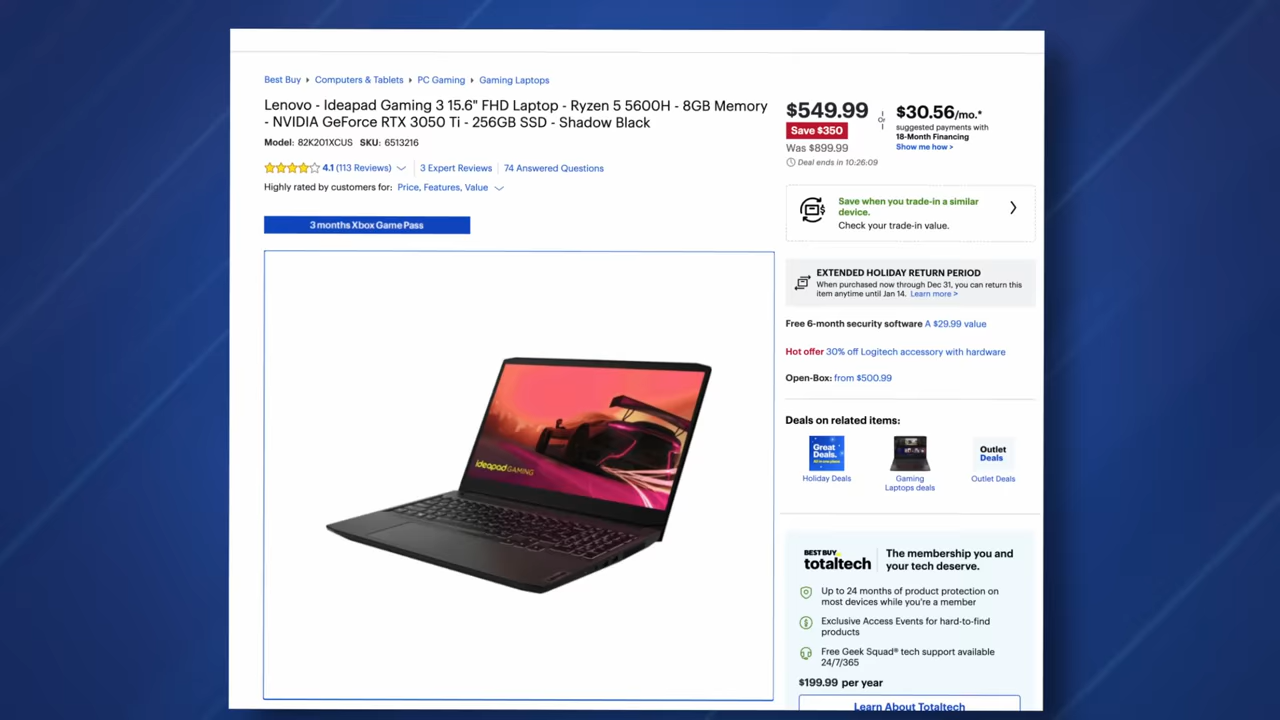 Best Buy ▸ Computers & Tablets ▸ PC Gaming ▸ Gaming Laptops
Lenovo - Ideapad Gaming 3 15.6" FHD Laptop - Ryzen 5 5600H - 8GB Memory
- NVIDIA GeForce RTX 3050 Ti - 256GB SSD - Shadow Black
Model: 82K201XCUS SKU: 6513216
4.1 (113 Reviews) 3 Expert Reviews 74 Answered Questions
Highly rated by customers for: Price, Features, Value
3 months Xbox Game Pass
ideapad GAMING
$549.99
Save $350
Was $899.99
Deal ends in 10:26:09
Or
$30.56/mo.*
suggested payments with
18-Month Financing
Show me how >
Save when you trade-in a similar
device.
Check your trade-in value.
EXTENDED HOLIDAY RETURN PERIOD
When purchased now through Dec 31, you can return this
item anytime until Jan 14. Learn more >
Free 6-month security software A $29.99 value
Hot offer 30% off Logitech accessory with hardware
Open-Box: from $500.99
Deals on related items:
Great
Deals.
Holiday Deals
Gaming
Laptops deals
Outlet
Deals
Outlet Deals
BEST BUY
totaltech
The membership you and
your tech deserve.
Up to 24 months of product protection on
most devices while you're a member
Exclusive Access Events for hard-to-find
products
Free Geek Squad® tech support available
24/7/365
$199.99 per year
Learn About Totaltech